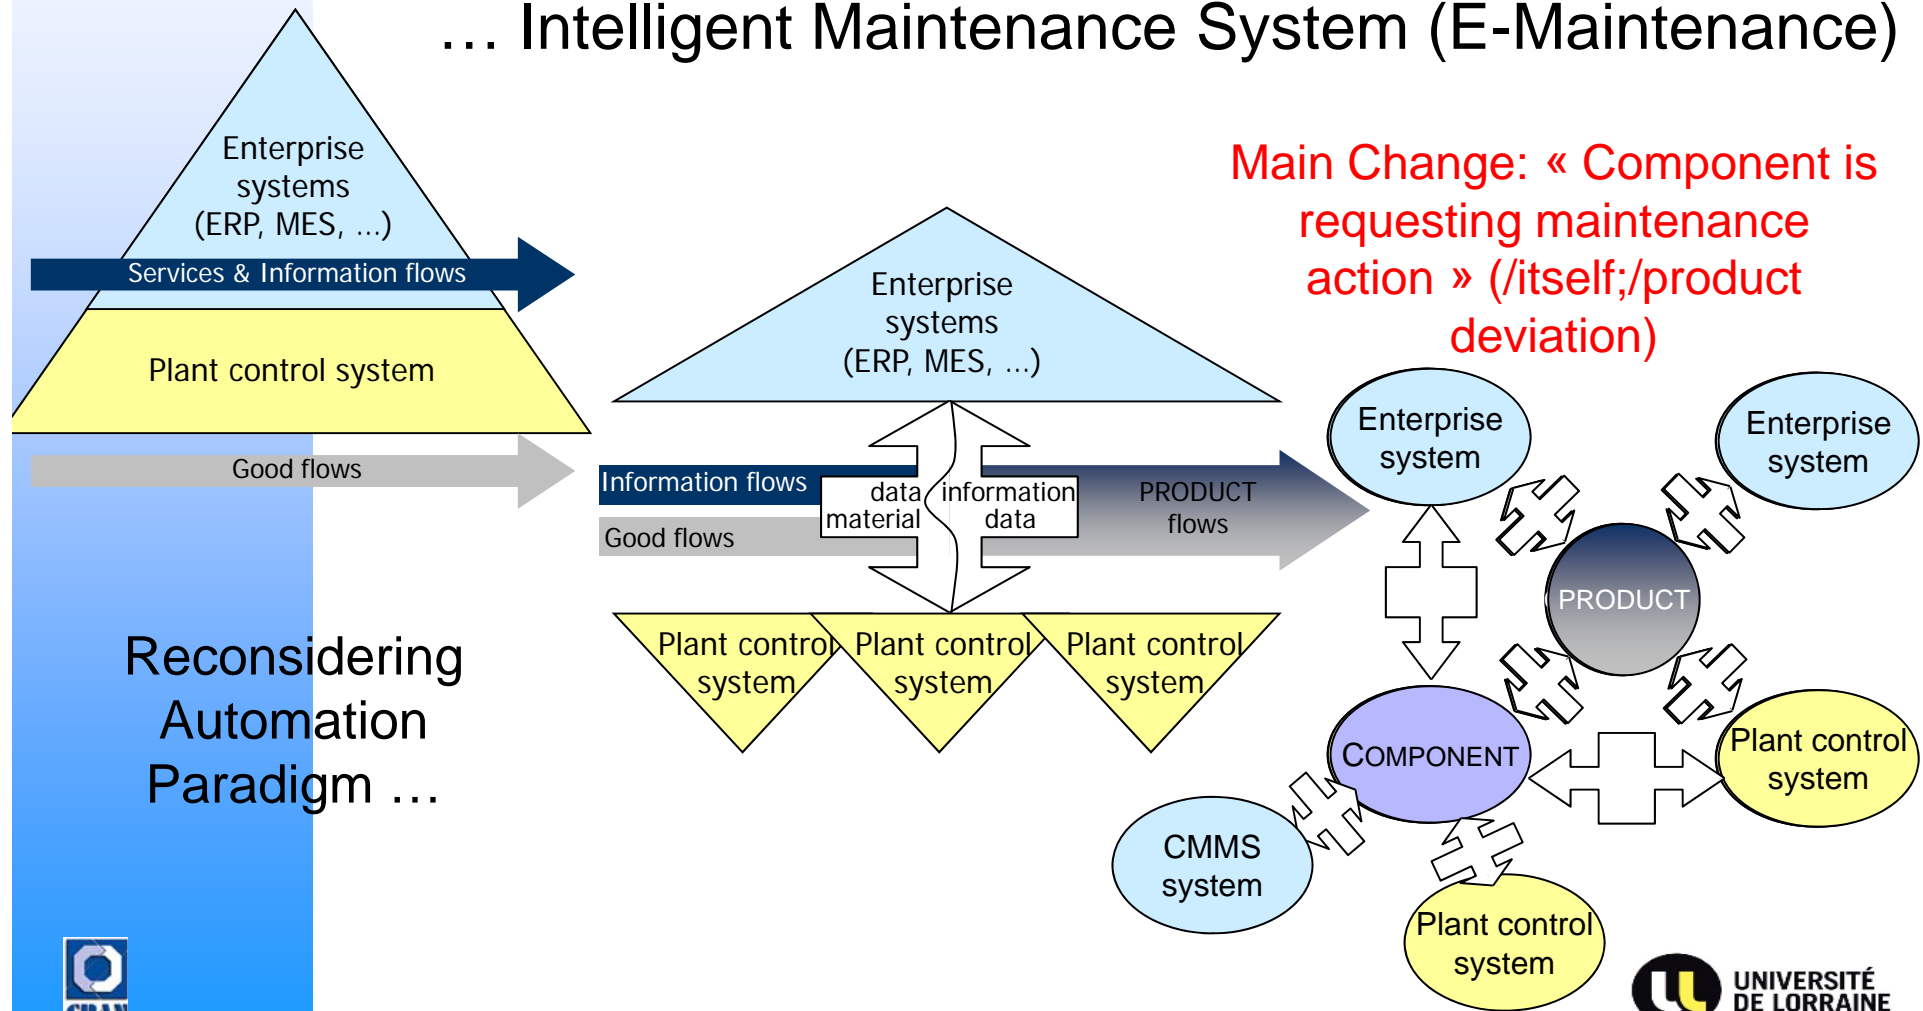 … Intelligent Maintenance System (E-Maintenance)
Enterprise
systems
(ERP, MES, …)
Services & Information flows
Plant control system
Good flows
Enterprise
systems
(ERP, MES, …)
Information flows
Good flows
data
material
information
data
PRODUCT
flows
Plant control
system
Plant control
system
Plant control
system
Main Change: « Component is
requesting maintenance
action » (/itself;/product
deviation)
Enterprise
system
Enterprise
system
PRODUCT
COMPONENT
Plant control
system
CMMS
system
Plant control
system
Reconsidering
Automation
Paradigm …
CRAN
UNIVERSITÉ
DE LORRAINE